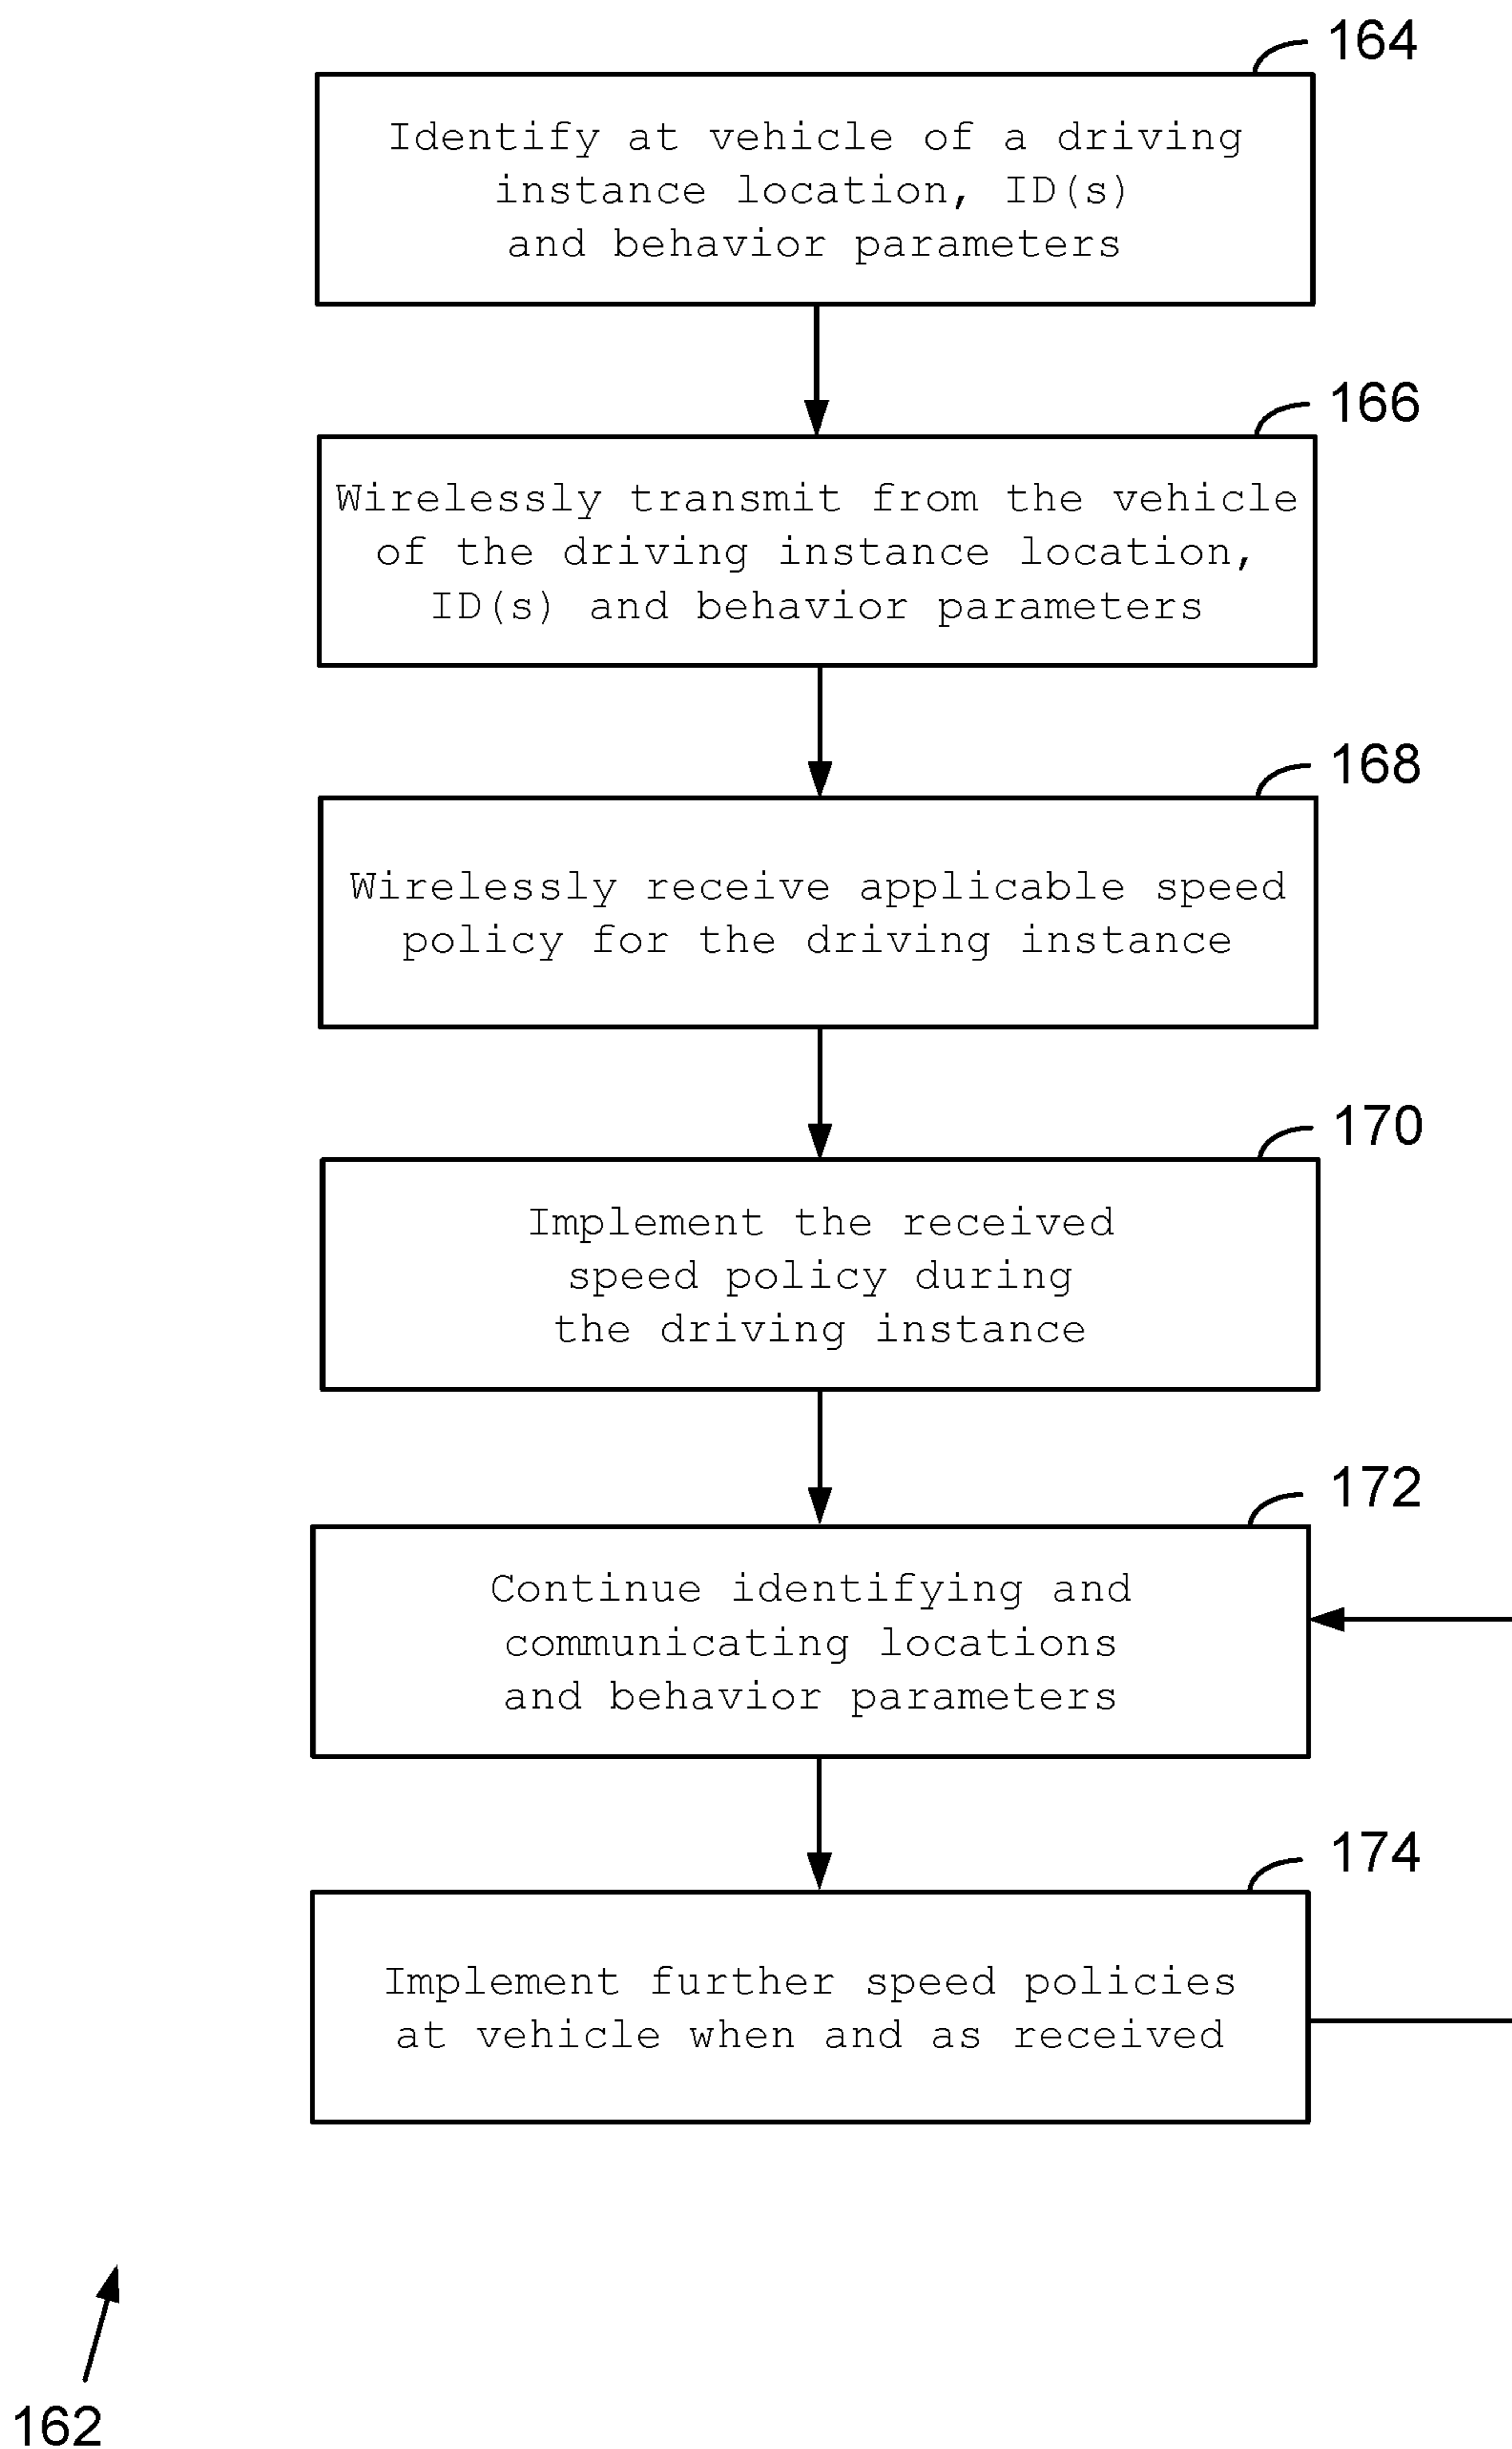 164
Identify at vehicle of a driving
instance location, ID(s)
and behavior parameters
166
Wirelessly transmit from the vehicle
of the driving instance location,
ID(s) and behavior parameters
168
Wirelessly receive applicable speed
policy for the driving instance
170
Implement the received
speed policy during
the driving instance
172
Continue identifying and
communicating locations
and behavior parameters
174
Implement further speed policies
at vehicle when and as received
162